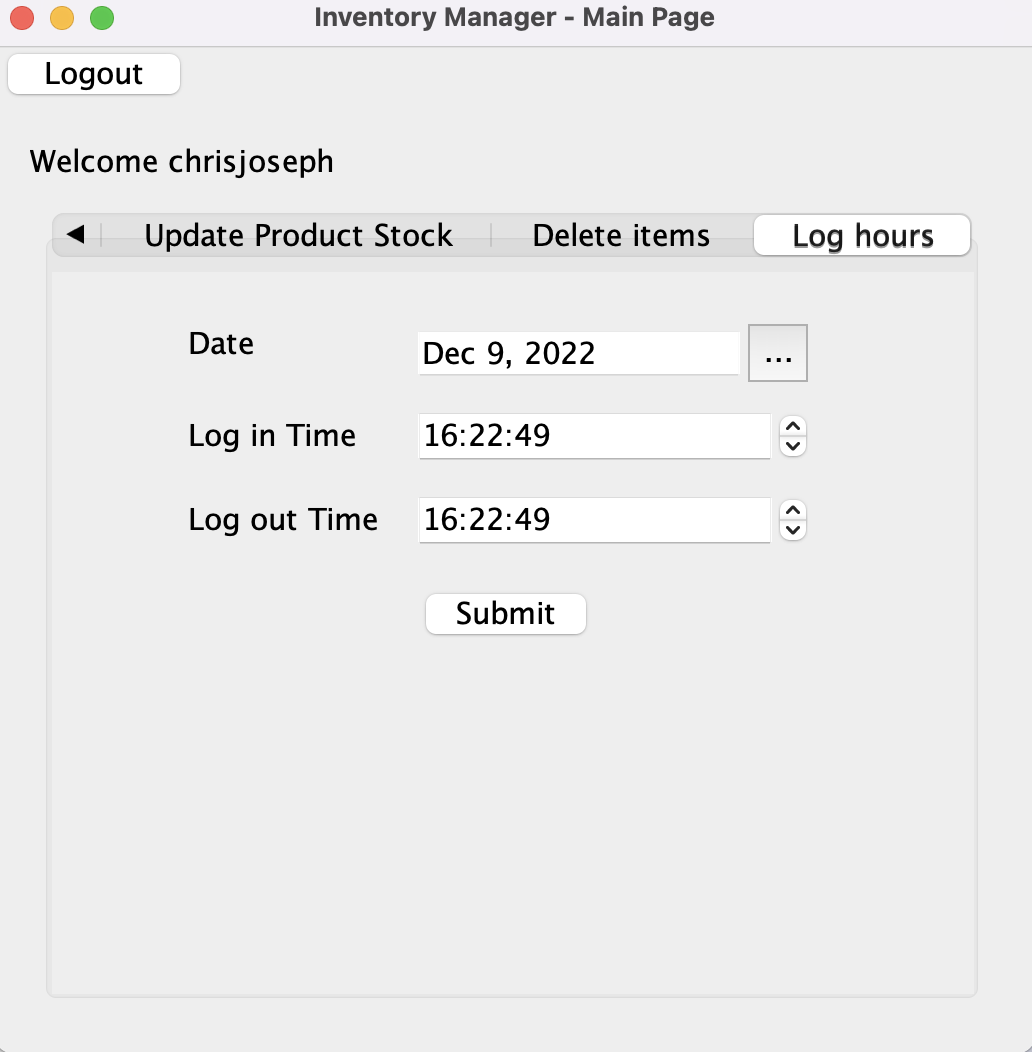 Inventory Manager - Main Page
Logout
Welcome chrisjoseph
Update Product Stock Delete items Log hours
Date Dec 9, 2022 ...
Log in Time 16:22:49
Log out Time 16:22:49
Submit